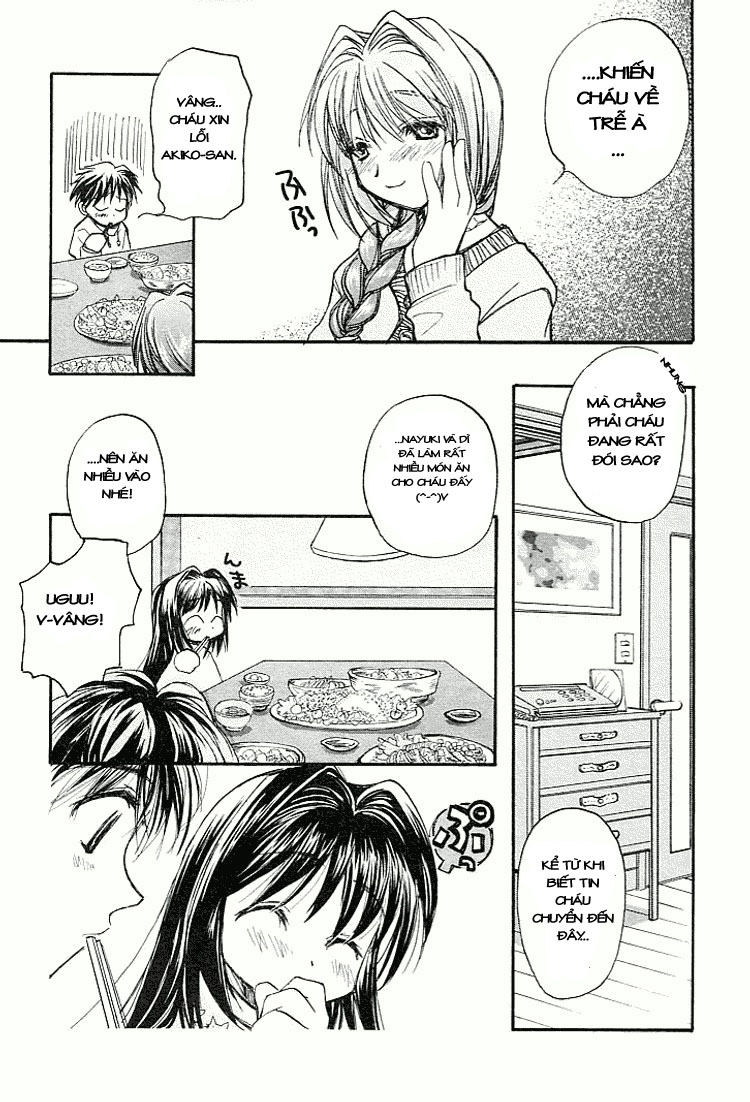 ....KHIẾN
CHÁU VỀ
TRỄ À
...
ふふっ
VÂNG..
CHÁU XIN
LỖI
AKIKO-SAN.
NHƯNG
MÀ CHẲNG
PHẢI CHÁU
ĐANG RẤT
ĐÓI SAO?
KỂ TỪ KHI
BIẾT TIN
CHÁU
CHUYỂN ĐẾN
ĐÂY...
...NAYUKI VÀ DÌ
ĐÃ LÀM RẤT
NHIỀU MÓN ĂN
CHO CHÁU ĐẤY
(^-^)V
....NÊN ĂN
NHIỀU VÀO
NHÉ!
んま
UGUU!
V-VÂNG!
ぷっ